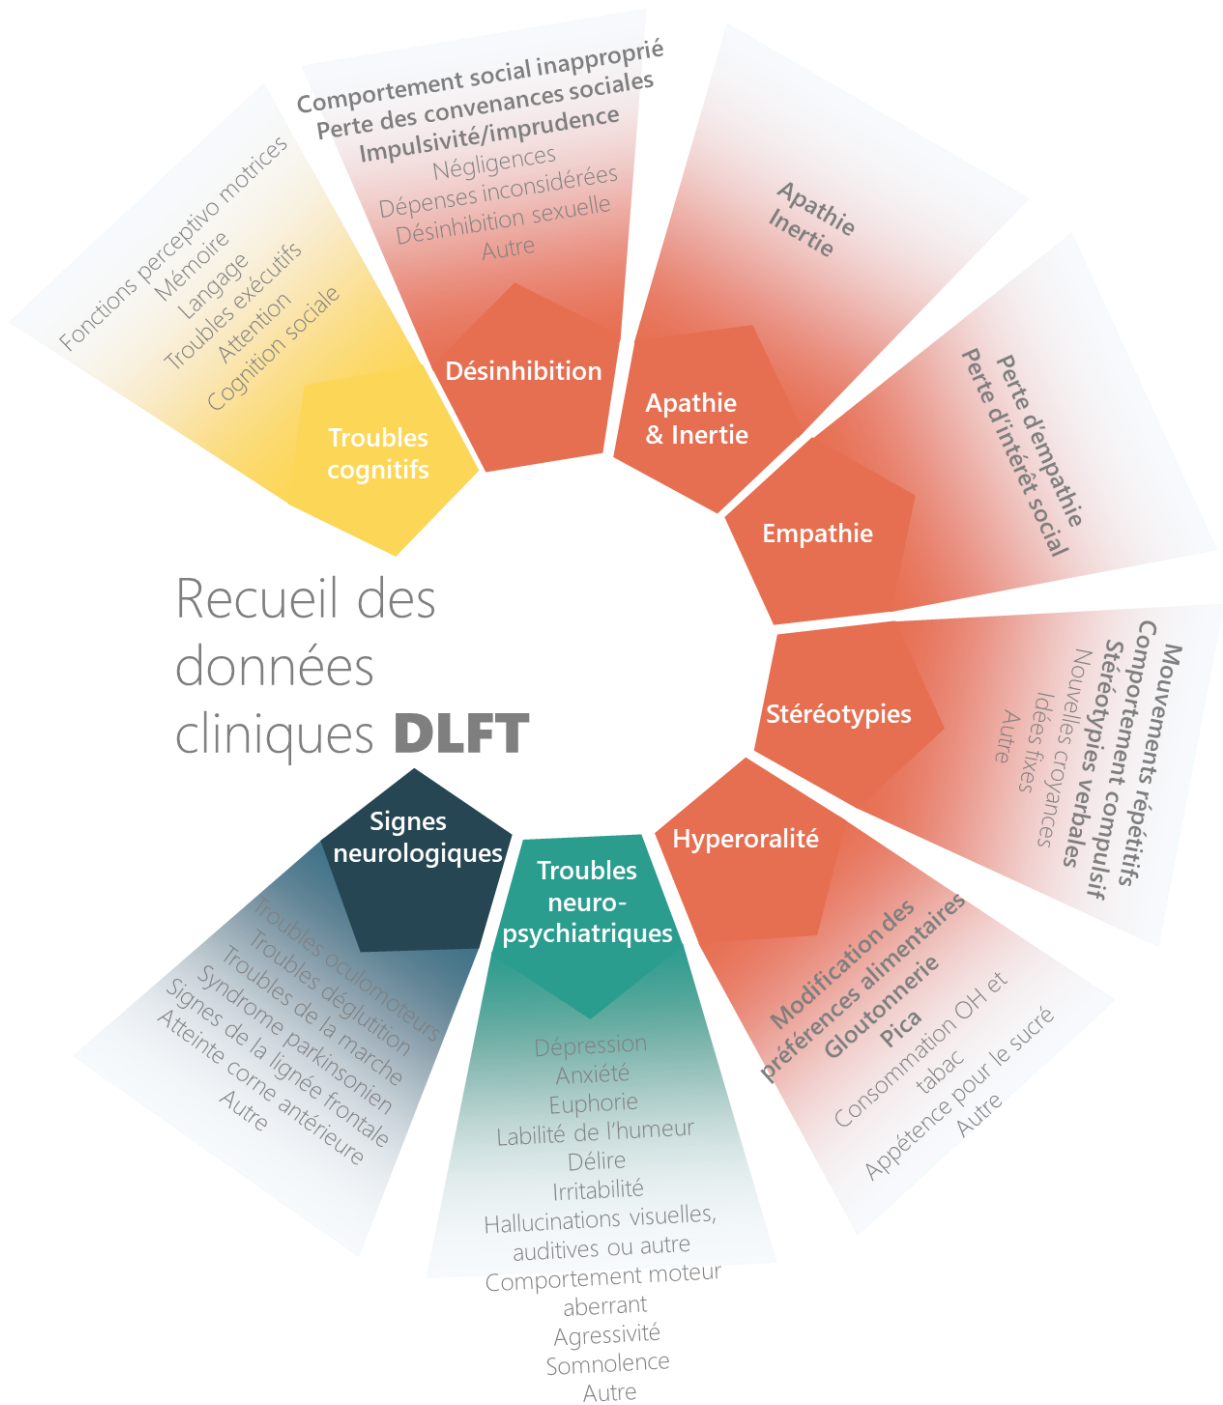 Recueil des
données
cliniques DLFT
Troubles
cognitifs
Fonctions perceptivo motrices
Mémoire
Langage
Troubles exécutifs
Attention
Cognition sociale
Désinhibition
Comportement social inapproprié
Perte des convenances sociales
Impulsivité/imprudence
Négligences
Dépenses inconsidérées
Désinhibition sexuelle
Autre
Apathie
& Inertie
Apathie
Inertie
Empathie
Perte d'empathie
Perte d'intérêt social
Stéréotypies
Mouvements répétitifs
Comportement compulsif
Stéréotypies verbales
Nouvelles croyances
Idées fixes
Autre
Hyperoralité
Modification des
préférences alimentaires
Gloutonnerie
Pica
Consommation OH et
tabac
Appétence pour le sucré
Autre
Troubles
neuro-
psychiatriques
Dépression
Anxiété
Euphorie
Labilité de l'humeur
Délire
Irritabilité
Hallucinations visuelles,
auditives ou autre
Comportement moteur
aberrant
Agressivité
Somnolence
Autre
Signes
neurologiques
Troubles oculomoteurs
Troubles déglutition
Troubles de la marche
Syndrome parkinsonien
Signes de la lignée frontale
Atteinte corne antérieure
Autre